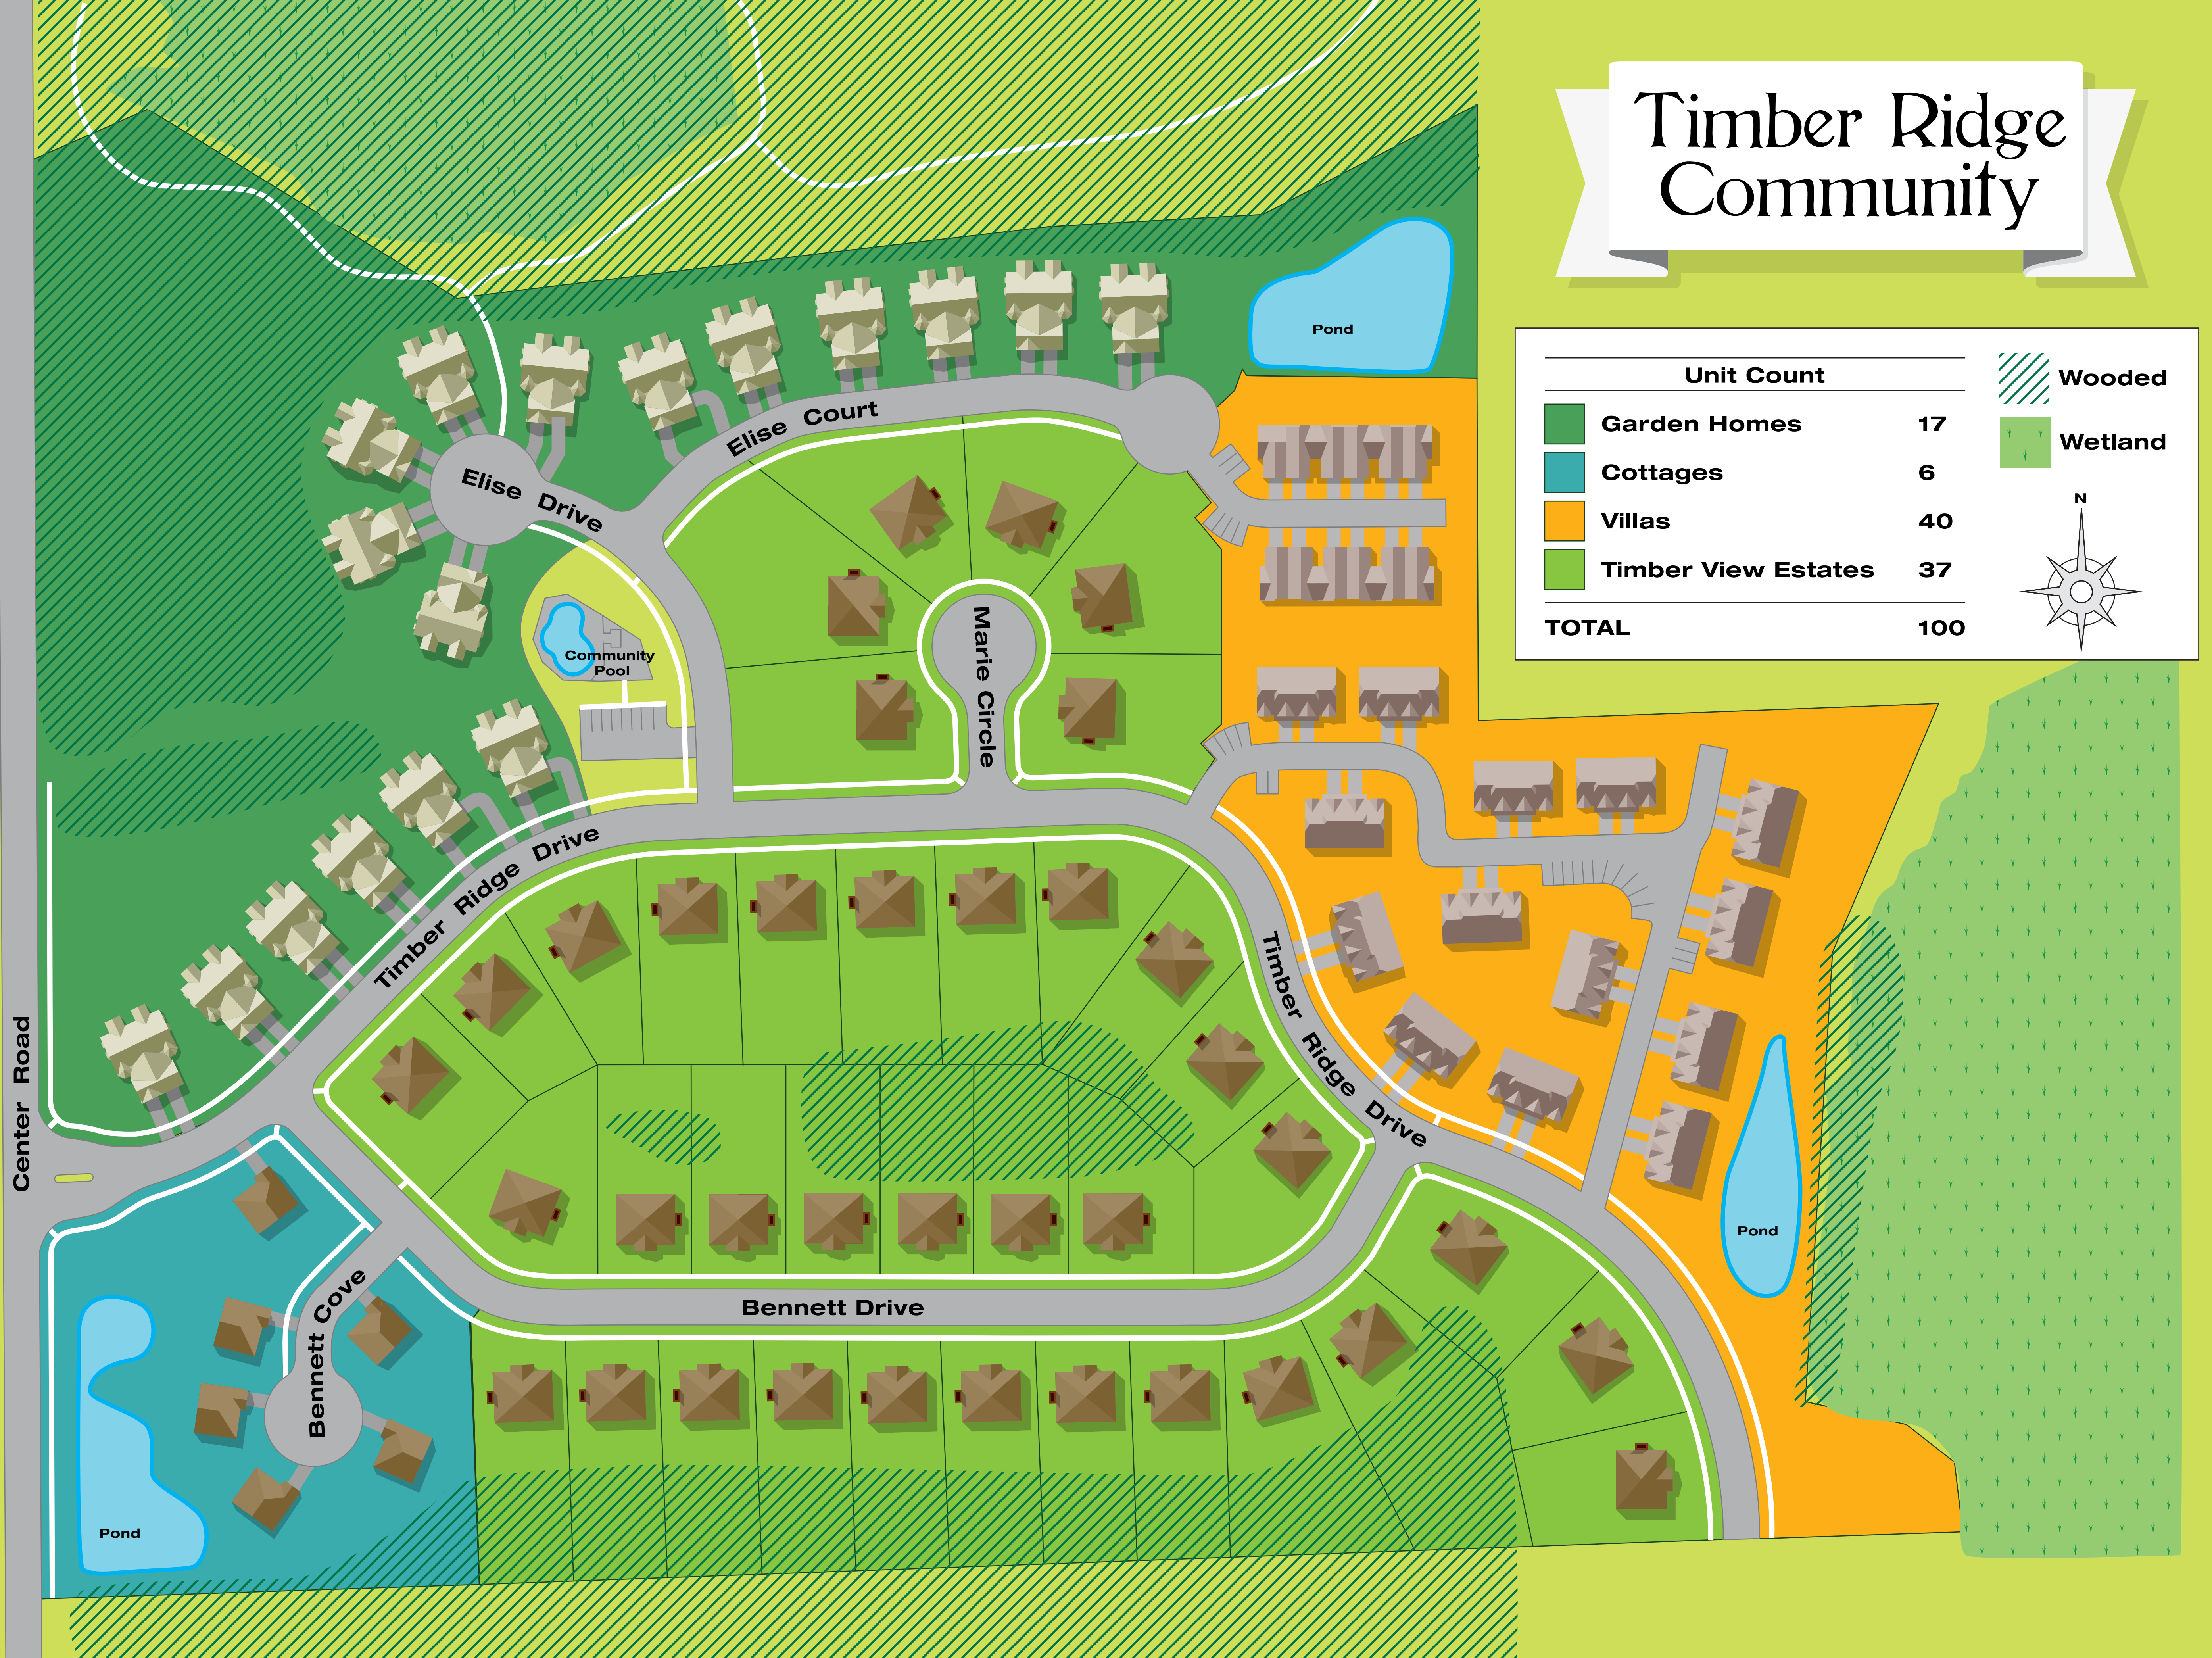 Timber Ridge
Community
Unit Count
Garden Homes 17
Cottages 6
Villas 40
Timber View Estates 37
TOTAL 100
Wooded
Wetland
N
Pond
Elise Court
Elise Drive
Community
Pool
Marie Circle
Timber Ridge Drive
Timber Ridge Drive
Center Road
Pond
Bennett Cove
Bennett Drive
Pond